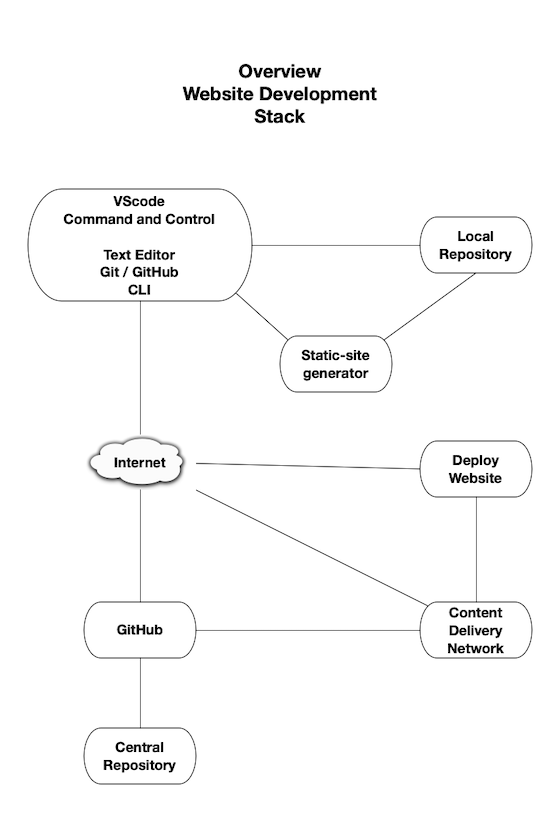 Overview
Website Development
Stack
VScode
Command and Control
Text Editor
Git / GitHub
CLI
Local
Repository
Static-site
generator
Internet
Deploy
Website
GitHub
Content
Delivery
Network
Central
Repository